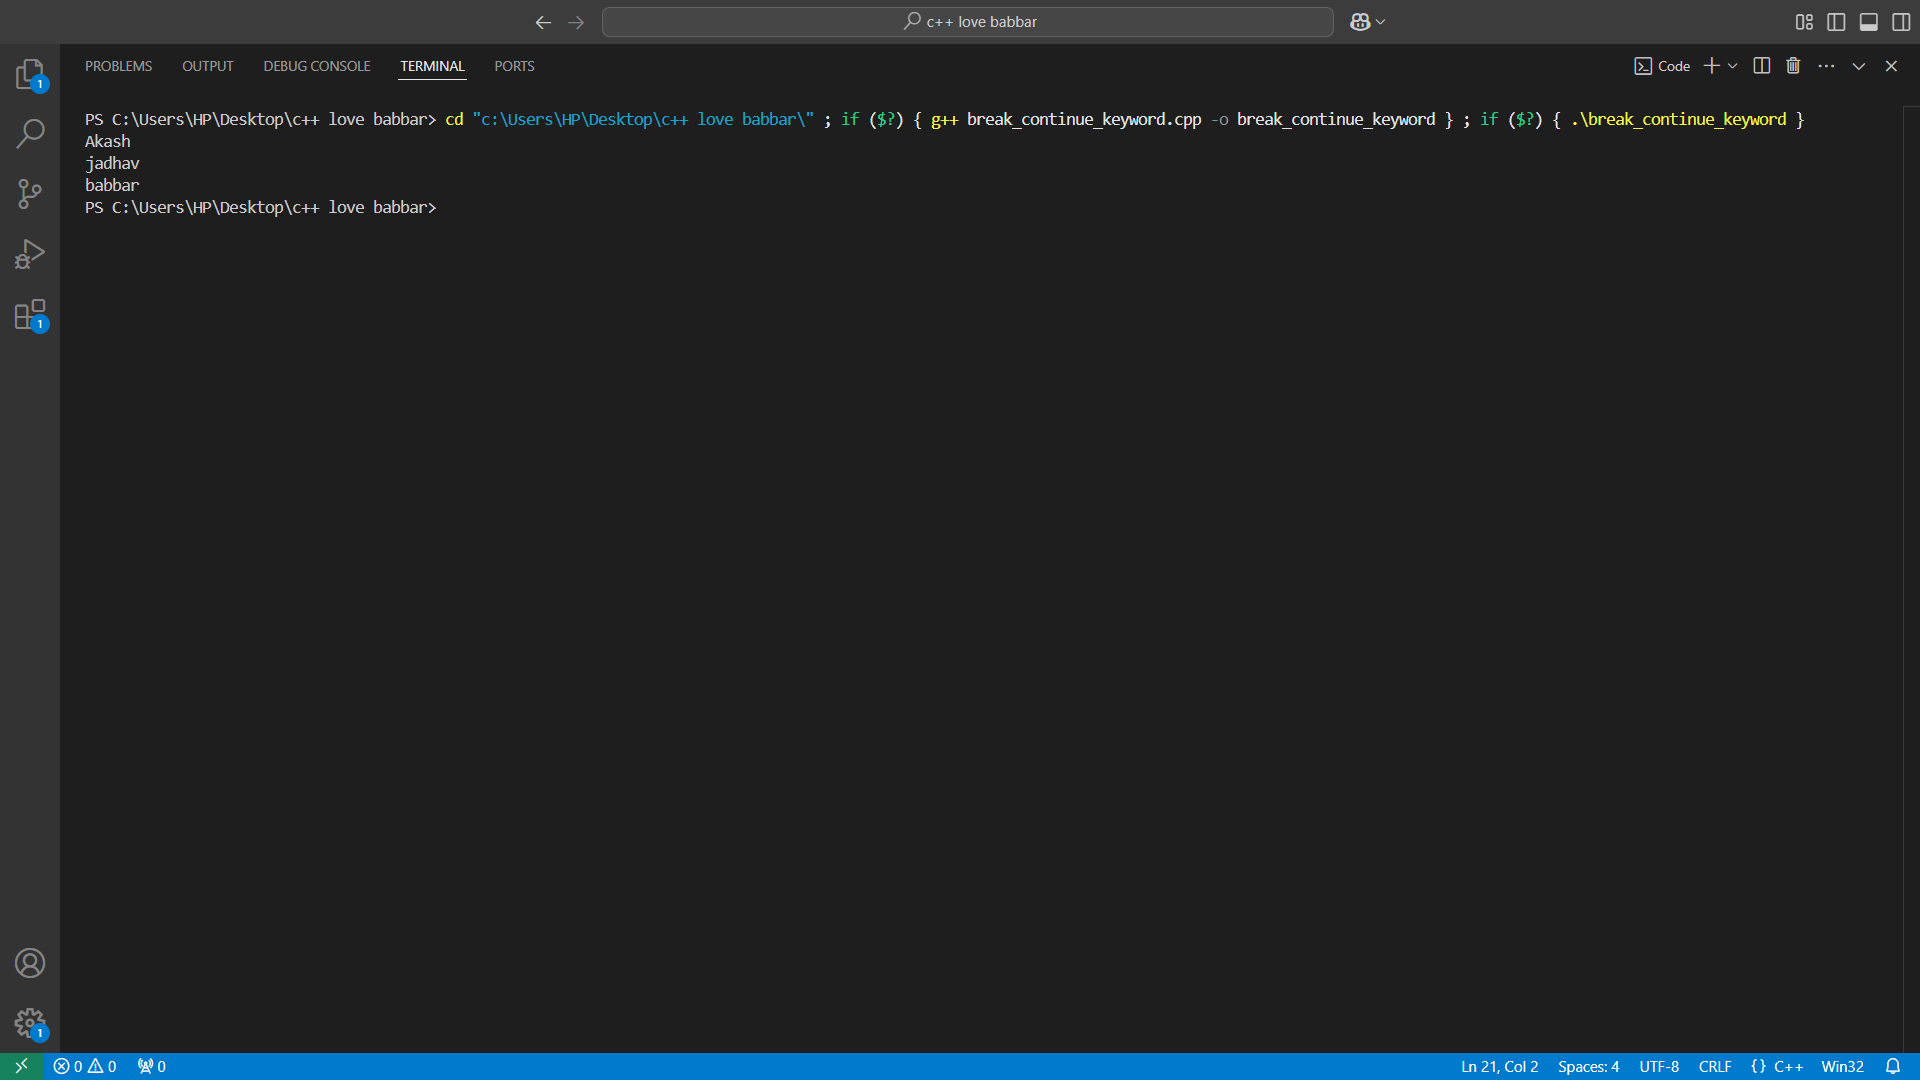 c++ love babbar
PROBLEMS OUTPUT DEBUG CONSOLE TERMINAL PORTS
Code
1
PS C:\Users\HP\Desktop\c++ love babbar> cd "c:\Users\HP\Desktop\c++ love babbar\" ; if ($?) { g++ break_continue_keyword.cpp -o break_continue_keyword } ; if ($?) { .\break_continue_keyword }
Akash
jadhav
babbar
PS C:\Users\HP\Desktop\c++ love babbar>
1
1
0 0 0 Ln 21, Col 2 Spaces: 4 UTF-8 CRLF {} C++ Win32